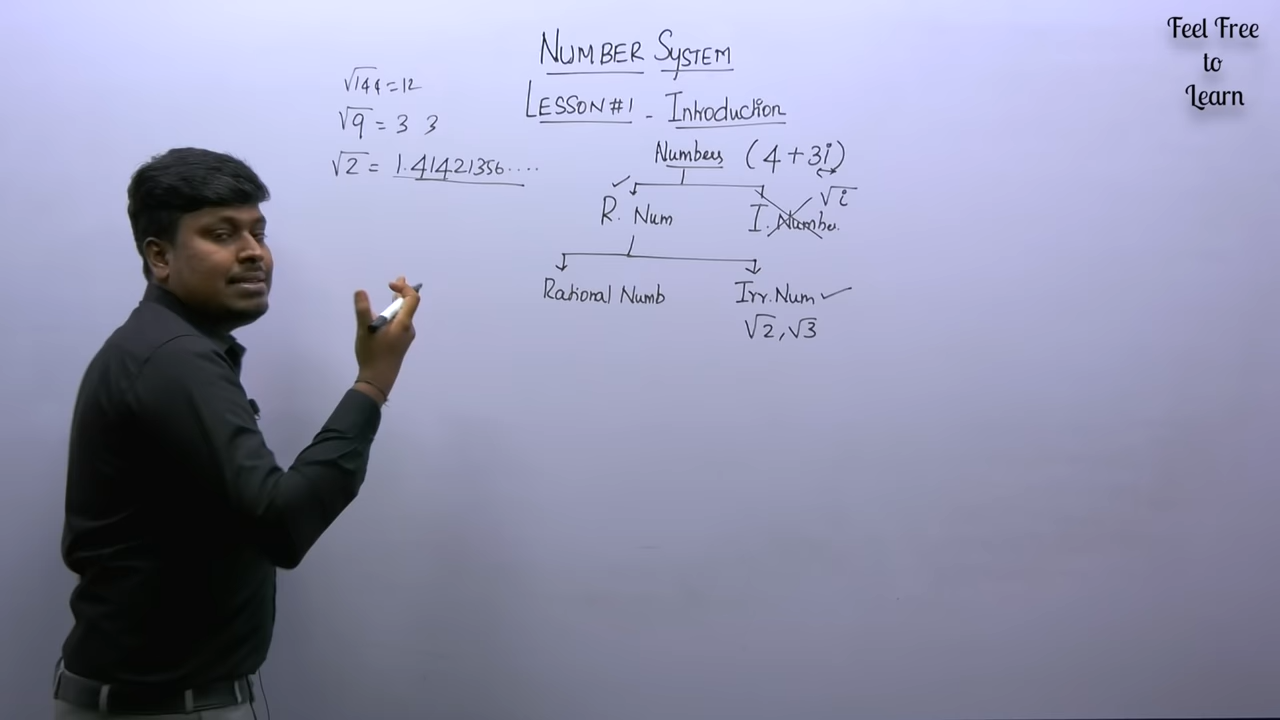 Feel Free
to
Learn
NUMBER SYSTEM
LESSON #1 - Introduction
√144 = 12
√9 = 3 3
√2 = 1.41421356....
Numbers (4+3i)
√i
R. Num I. Number.
Rational Numb Irr. Num
√2, √3